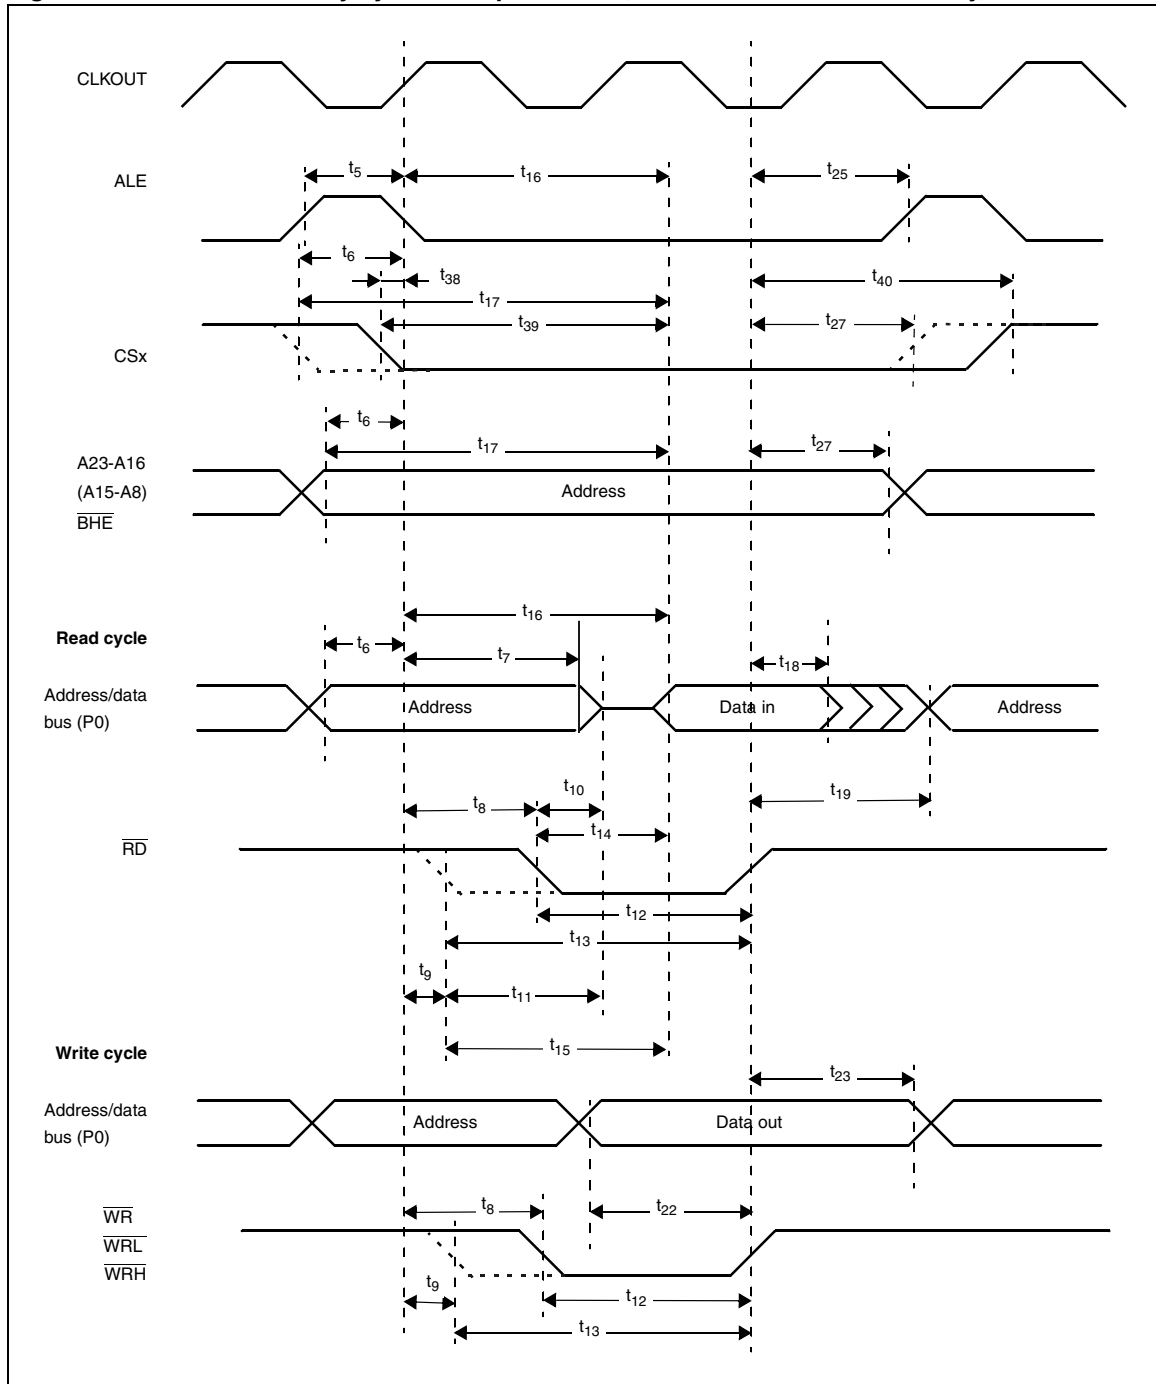 CLKOUT
ALE
t5
t16
t25
t6
t38
t40
t17
t39
t27
CSx
t6
t17
t27
A23-A16
(A15-A8)
BHE
Address
t16
Read cycle
t6
t7
t18
Address/data
bus (P0)
Address
Data in
Address
t8
t10
t19
t14
RD
t12
t13
t9
t11
t15
Write cycle
t23
Address/data
bus (P0)
Address
Data out
t8
t22
WR
WRL
WRH
t9
t12
t13